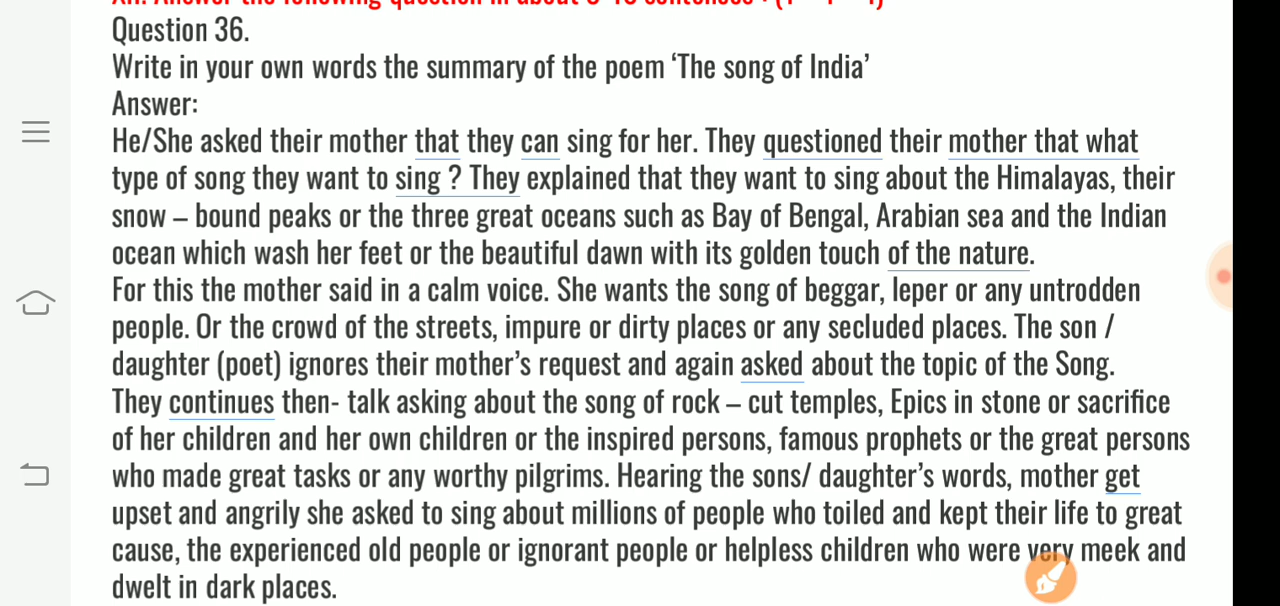 Question 36.
Write in your own words the summary of the poem ‘The song of India’
Answer:
He/She asked their mother that they can sing for her. They questioned their mother that what
type of song they want to sing ? They explained that they want to sing about the Himalayas, their
snow – bound peaks or the three great oceans such as Bay of Bengal, Arabian sea and the Indian
ocean which wash her feet or the beautiful dawn with its golden touch of the nature.
For this the mother said in a calm voice. She wants the song of beggar, leper or any untrodden
people. Or the crowd of the streets, impure or dirty places or any secluded places. The son /
daughter (poet) ignores their mother’s request and again asked about the topic of the Song.
They continues then- talk asking about the song of rock – cut temples, Epics in stone or sacrifice
of her children and her own children or the inspired persons, famous prophets or the great persons
who made great tasks or any worthy pilgrims. Hearing the sons/ daughter’s words, mother get
upset and angrily she asked to sing about millions of people who toiled and kept their life to great
cause, the experienced old people or ignorant people or helpless children who were very meek and
dwelt in dark places.